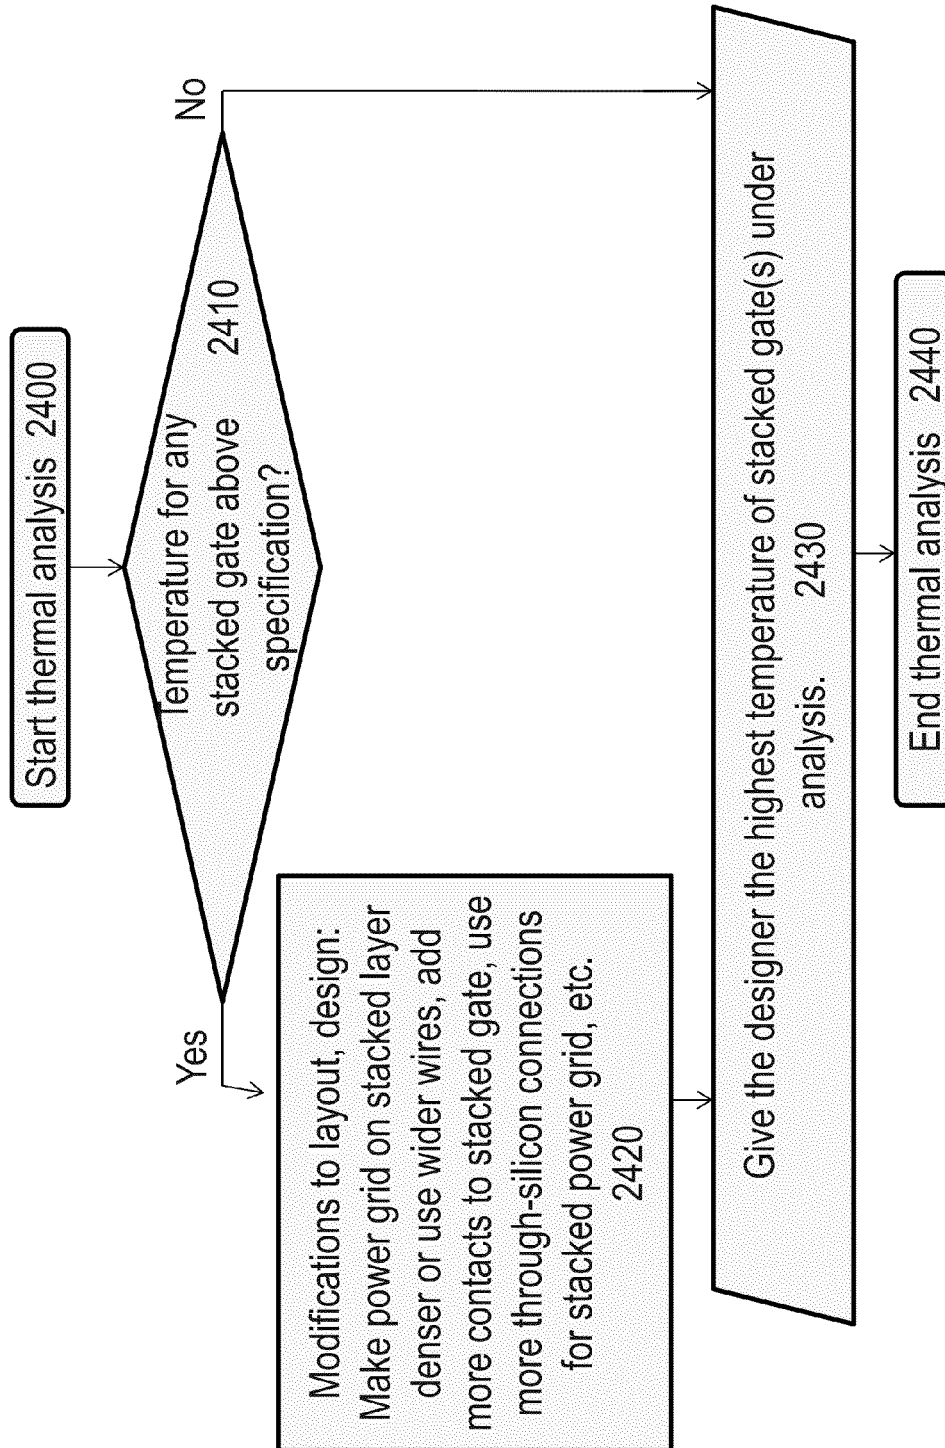 Start thermal analysis 2400
Temperature for any
stacked gate above
specification?
2410
Yes
No
Modifications to layout, design:
Make power grid on stacked layer
denser or use wider wires, add
more contacts to stacked gate, use
more through-silicon connections
for stacked power grid, etc.
2420
Give the designer the highest temperature of stacked gate(s) under
analysis. 2430
End thermal analysis 2440